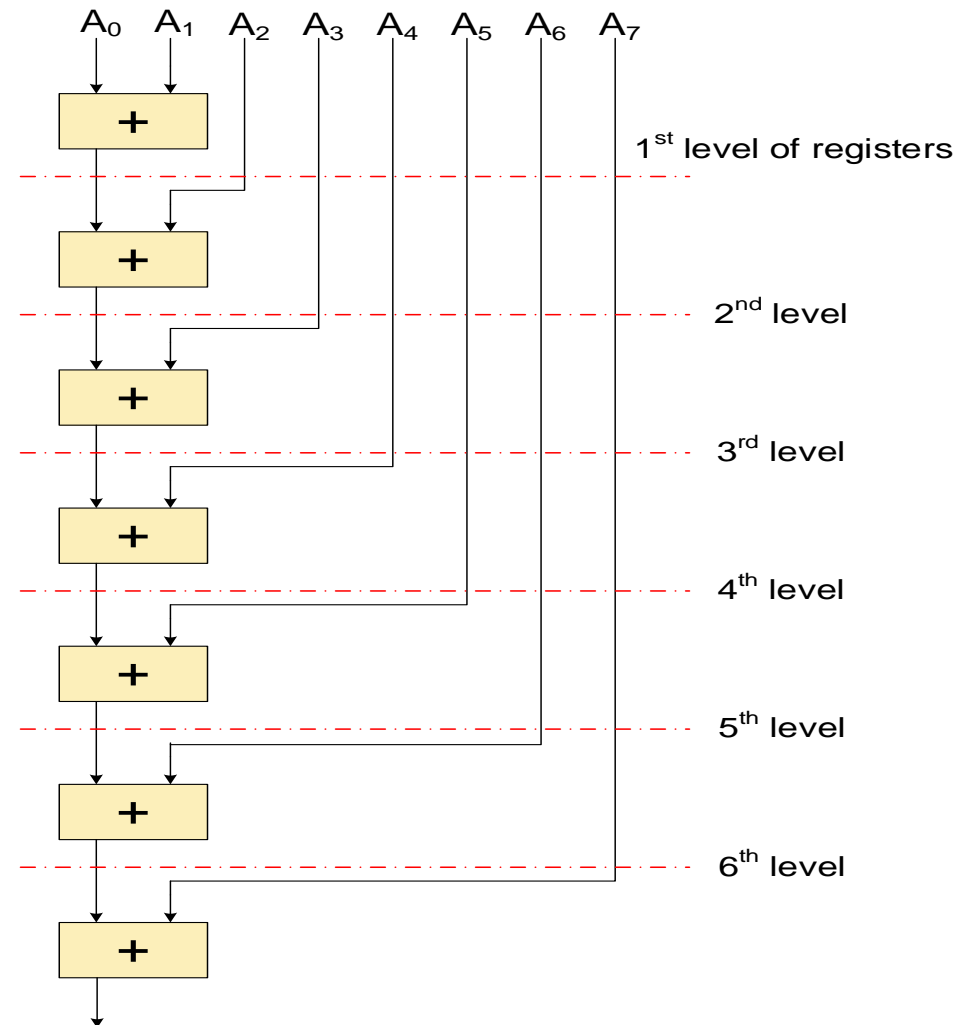 A₀ A₁ A₂ A₃ A₄ A₅ A₆ A₇
+
1ˢᵗ level of registers
+
2ⁿᵈ level
+
3ʳᵈ level
+
4ᵗʰ level
+
5ᵗʰ level
+
6ᵗʰ level
+